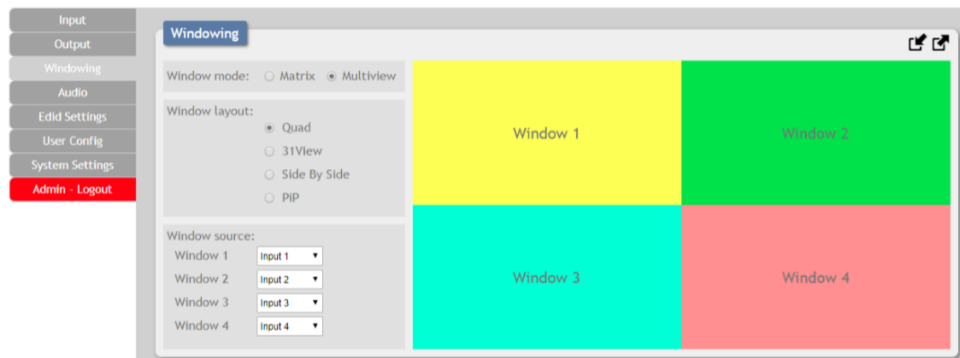 Input
Output
Windowing
Audio
Edid Settings
User Config
System Settings
Admin - Logout
Windowing
Window mode: Matrix Multiview
Window layout:
Quad
31View
Side By Side
PiP
Window source:
Window 1 Input 1
Window 2 Input 2
Window 3 Input 3
Window 4 Input 4
Window 1 Window 2
Window 3 Window 4